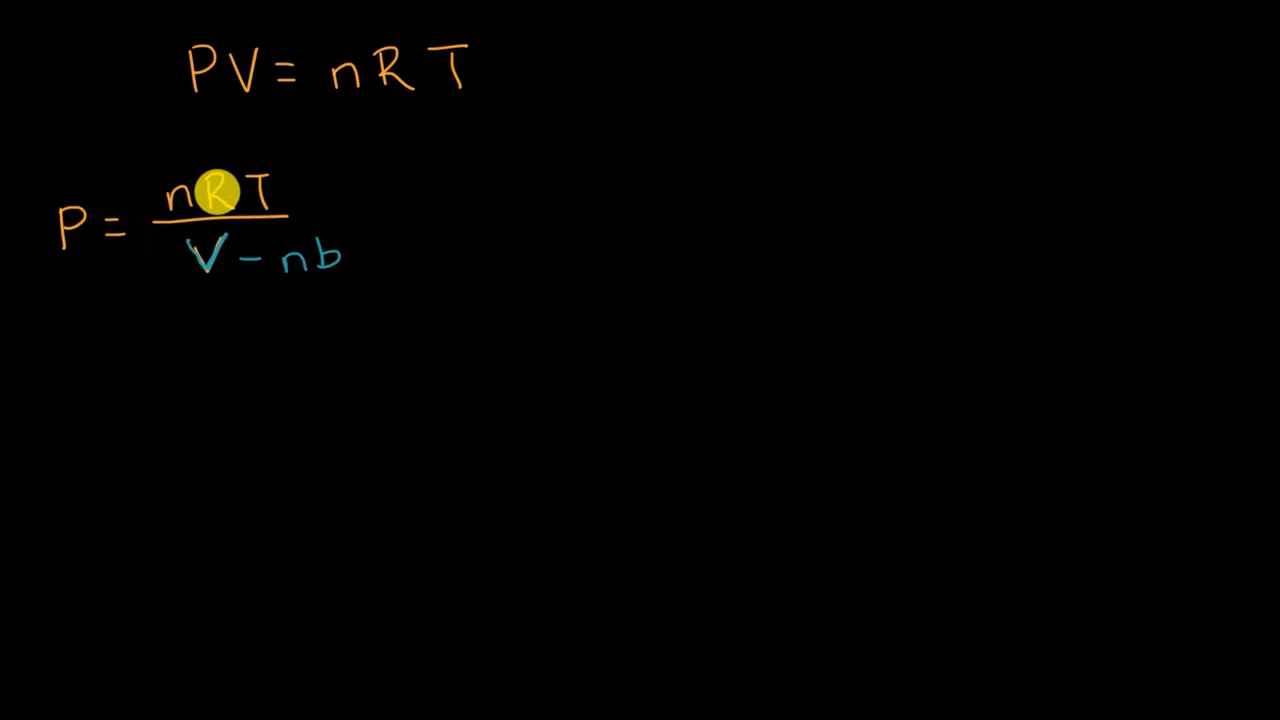 PV = nRT
P = nRT / V - nb